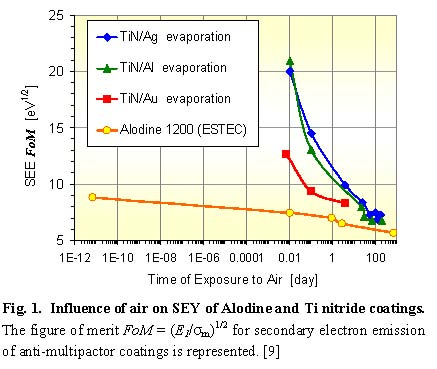 25
20
15
10
5
SEE FoM [eV1/2]
TiN/Ag evaporation
TiN/Al evaporation
TiN/Au evaporation
Alodine 1200 (ESTEC)
1E-12 1E-10 1E-08 1E-06 0.0001 0.01 1 100
Time of Exposure to Air [day]
Fig. 1. Influence of air on SEY of Alodine and Ti nitride coatings.
The figure of merit FoM = (E1/σm)1/2 for secondary electron emission
of anti-multipactor coatings is represented. [9]